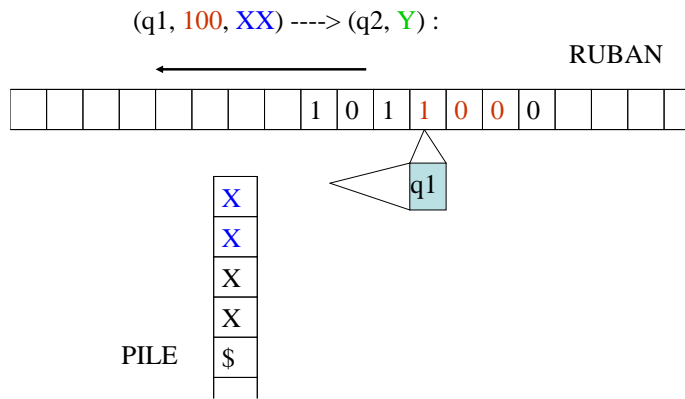 (q1, 100, XX) ----> (q2, Y) :
RUBAN
1 0 1 1 0 0 0
q1
X
X
X
X
PILE $